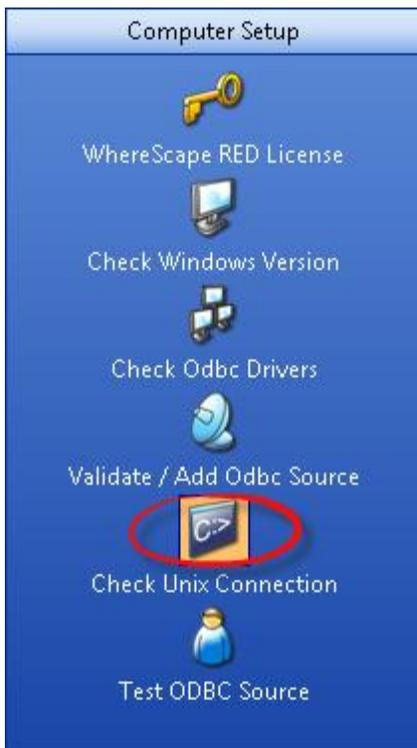 Computer Setup
WhereScape RED License
Check Windows Version
Check Odbc Drivers
Validate / Add Odbc Source
C:>
Check Unix Connection
Test ODBC Source